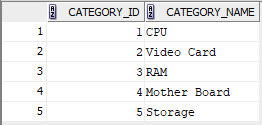 CATEGORY_ID CATEGORY_NAME
1 1 CPU
2 2 Video Card
3 3 RAM
4 4 Mother Board
5 5 Storage